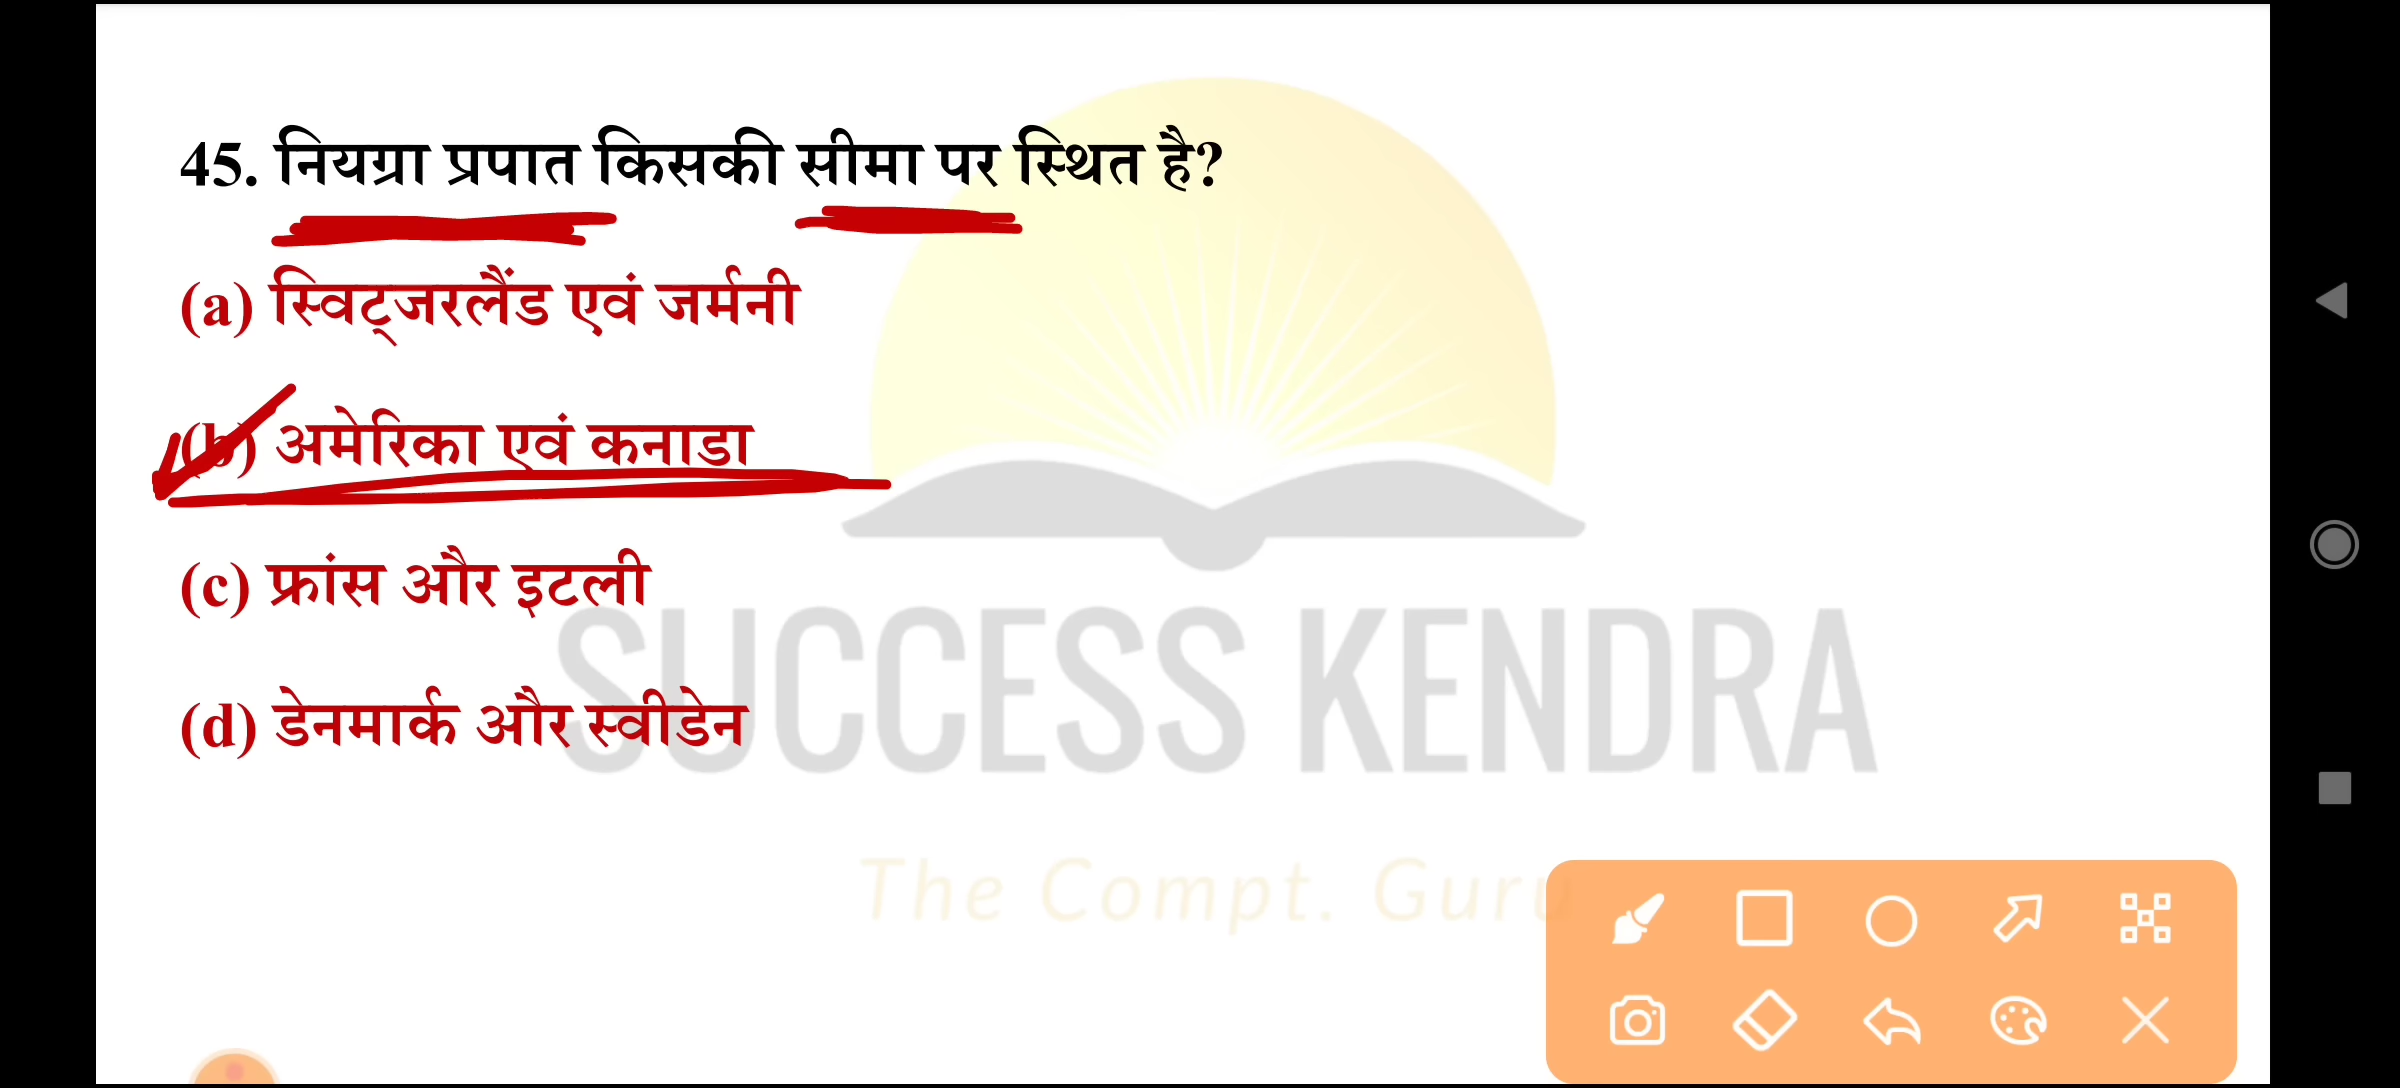 45. नियग्रा प्रपात किसकी सीमा पर स्थित है?
(a) स्विट्जरलैंड एवं जर्मनी
(b) अमेरिका एवं कनाडा
(c) फ्रांस और इटली
(d) डेनमार्क और स्वीडेन
SUCCESS KENDRA
The Compt. Guru